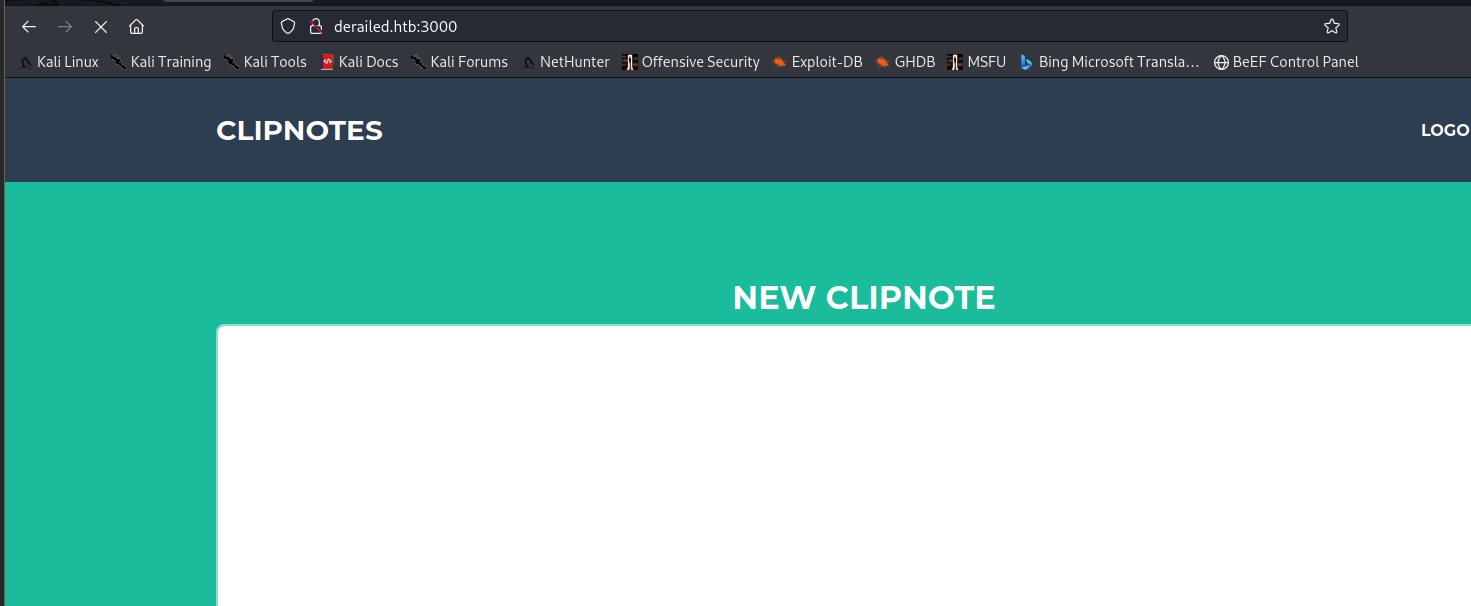 derailed.htb:3000
Kali Linux Kali Training Kali Tools Kali Docs Kali Forums NetHunter Offensive Security Exploit-DB GHDB MSFU Bing Microsoft Transla… BeEF Control Panel
CLIPNOTES LOGO
NEW CLIPNOTE